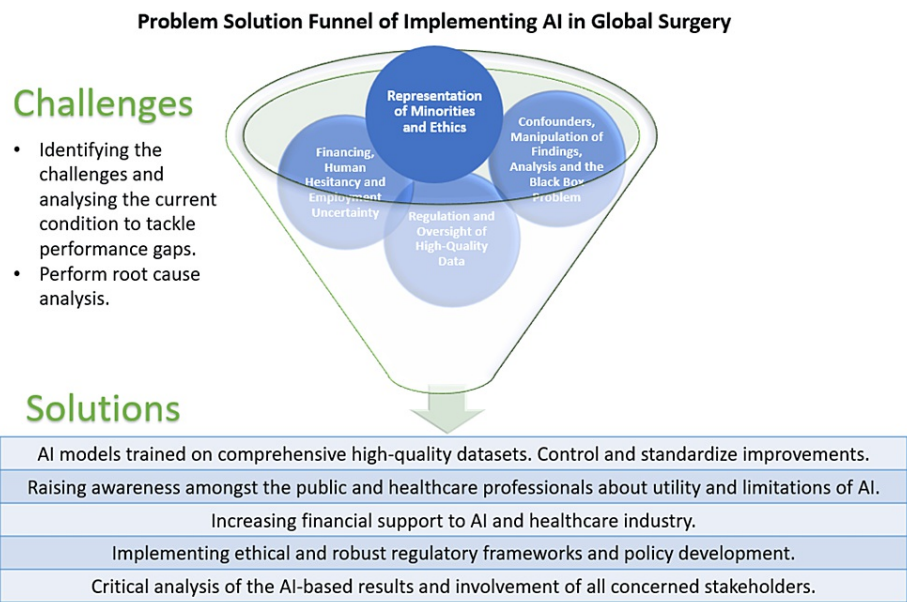 Problem Solution Funnel of Implementing AI in Global Surgery
Challenges
• Identifying the
challenges and
analysing the current
condition to tackle
performance gaps.
• Perform root cause
analysis.
Representation
of Minorities
and Ethics
Financing,
Human
Hesitancy and
Employment
Uncertainty
Confounders,
Manipulation of
Findings,
Analysis and the
Black Box
Problem
Regulation and
Oversight of
High-Quality
Data
Solutions
AI models trained on comprehensive high-quality datasets. Control and standardize improvements.
Raising awareness amongst the public and healthcare professionals about utility and limitations of AI.
Increasing financial support to AI and healthcare industry.
Implementing ethical and robust regulatory frameworks and policy development.
Critical analysis of the AI-based results and involvement of all concerned stakeholders.